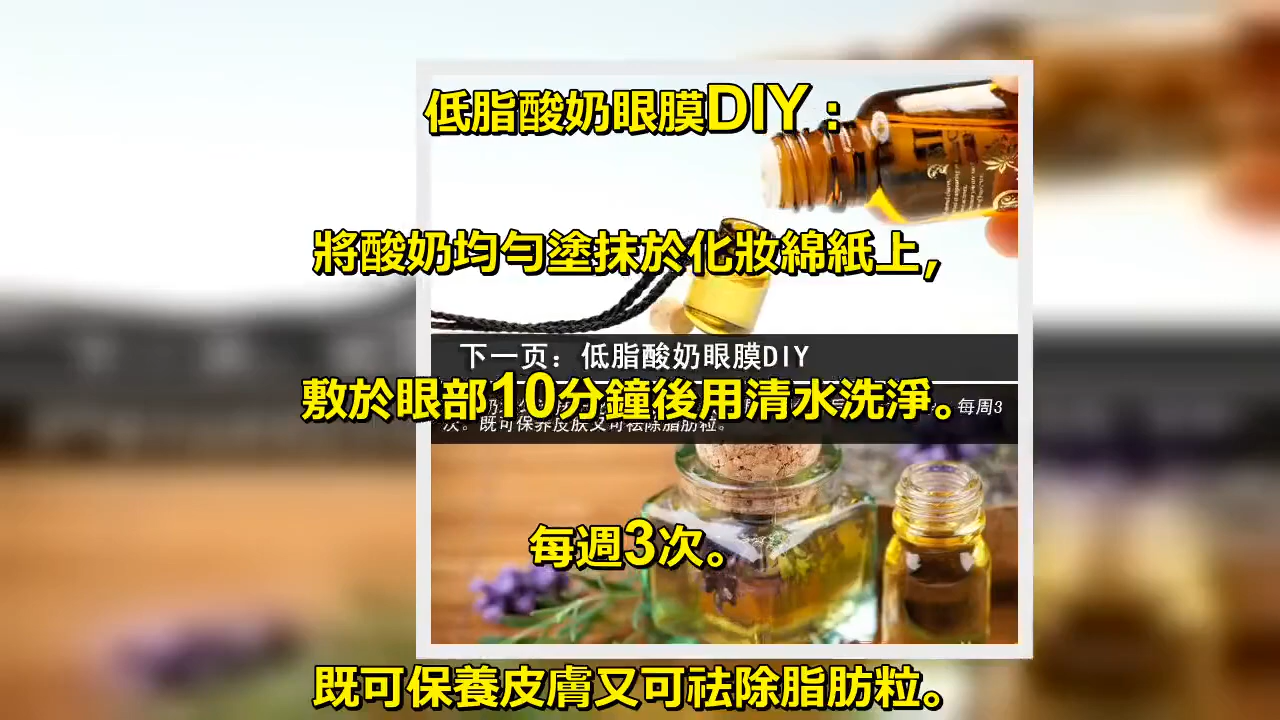 低脂酸奶眼膜DIY：
將酸奶均勻塗抹於化妝綿紙上，
下一页：低脂酸奶眼膜DIY
敷於眼部10分鐘後用清水洗淨。
每周3
次。既可保养皮肤又可祛除脂肪粒。
每週3次。
既可保養皮膚又可祛除脂肪粒。